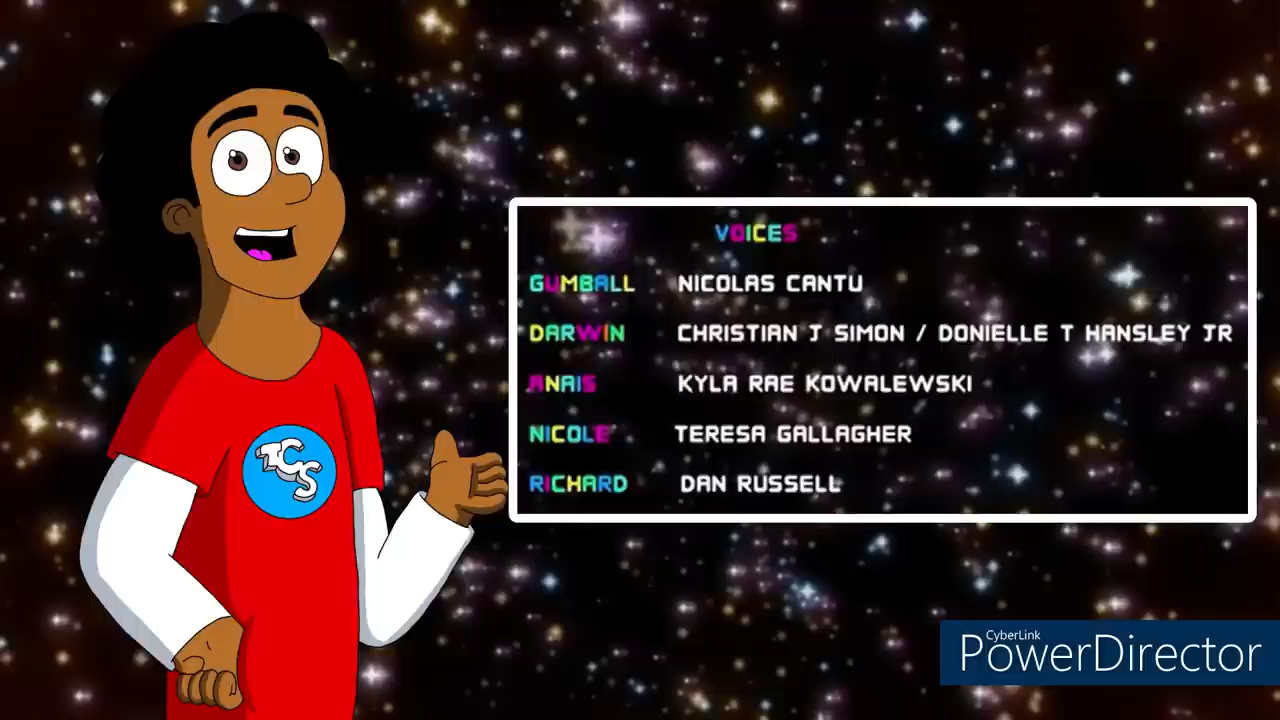 VOICES
GUMBALL NICOLAS CANTU
DARWIN CHRISTIAN J SIMON / DONIELLE T HANSLEY JR
ANAIS KYLA RAE KOWALEWSKI
NICOLE TERESA GALLAGHER
RICHARD DAN RUSSELL
TCS
CyberLink
PowerDirector